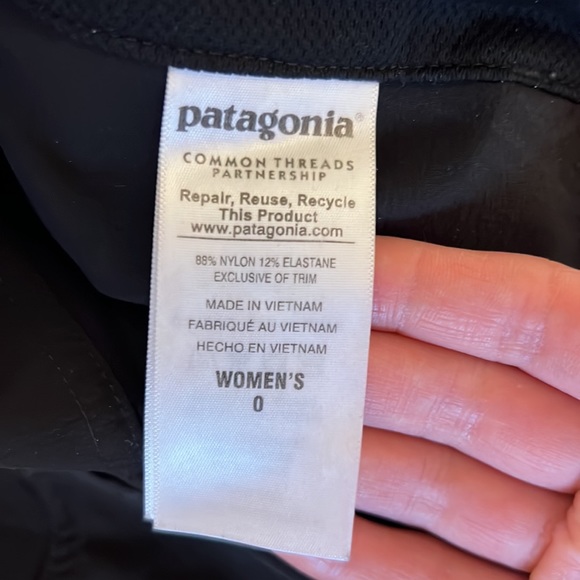 patagonia®
COMMON THREADS
PARTNERSHIP
Repair, Reuse, Recycle
This Product
www.patagonia.com
88% NYLON 12% ELASTANE
EXCLUSIVE OF TRIM
MADE IN VIETNAM
FABRIQUÉ AU VIETNAM
HECHO EN VIETNAM
WOMEN'S
0